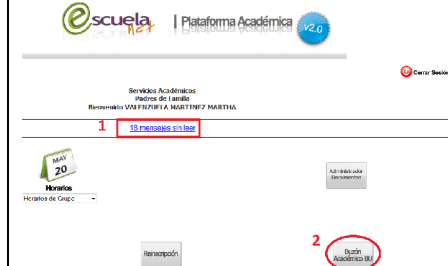 escuela net | Plataforma Académica v2.0
Cerrar Sesión
Servicios Académicos
Padres de Familia
Bienvenido VALENZUELA MARTINEZ MARTHA
1 18 mensajes sin leer
MAY
20
Administrador
Documentos
Horarios
Horarios de Grupo
Reinscripción
2 Buzón
Académico BU